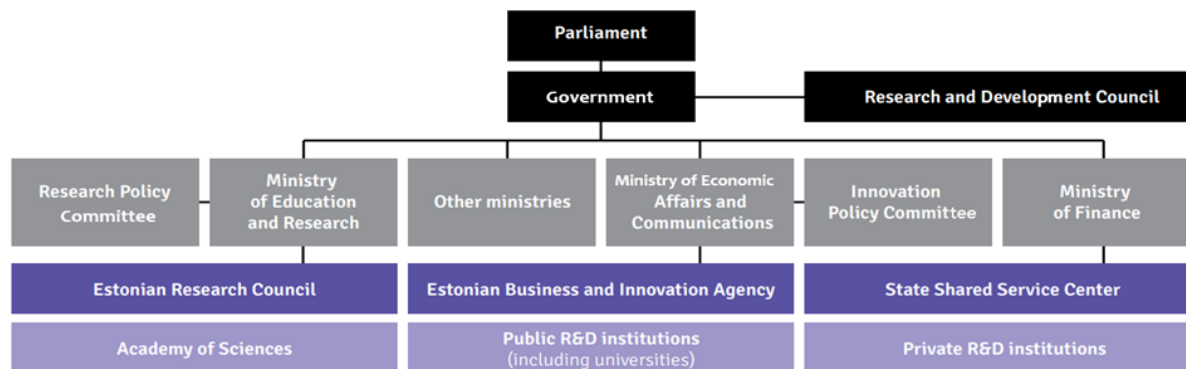 Parliament
Government
Research and Development Council
Research Policy
Committee
Ministry
of Education
and Research
Other ministries
Ministry of Economic
Affairs and
Communications
Innovation
Policy Committee
Ministry
of Finance
Estonian Research Council
Estonian Business and Innovation Agency
State Shared Service Center
Academy of Sciences
Public R&D institutions
(including universities)
Private R&D institutions